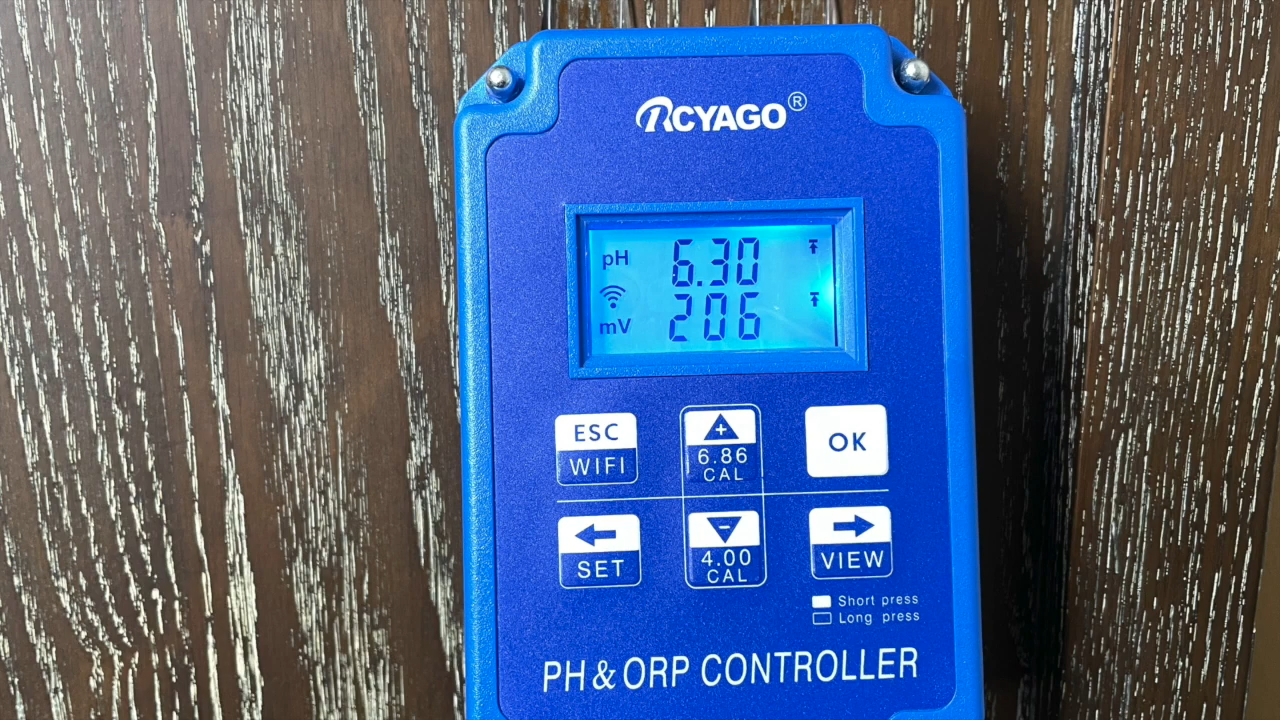 RCYAGO®
pH 6.30
206
mV
ESC
WIFI
+
6.86
CAL
OK
SET
-
4.00
CAL
VIEW
Short press
Long press
PH & ORP CONTROLLER